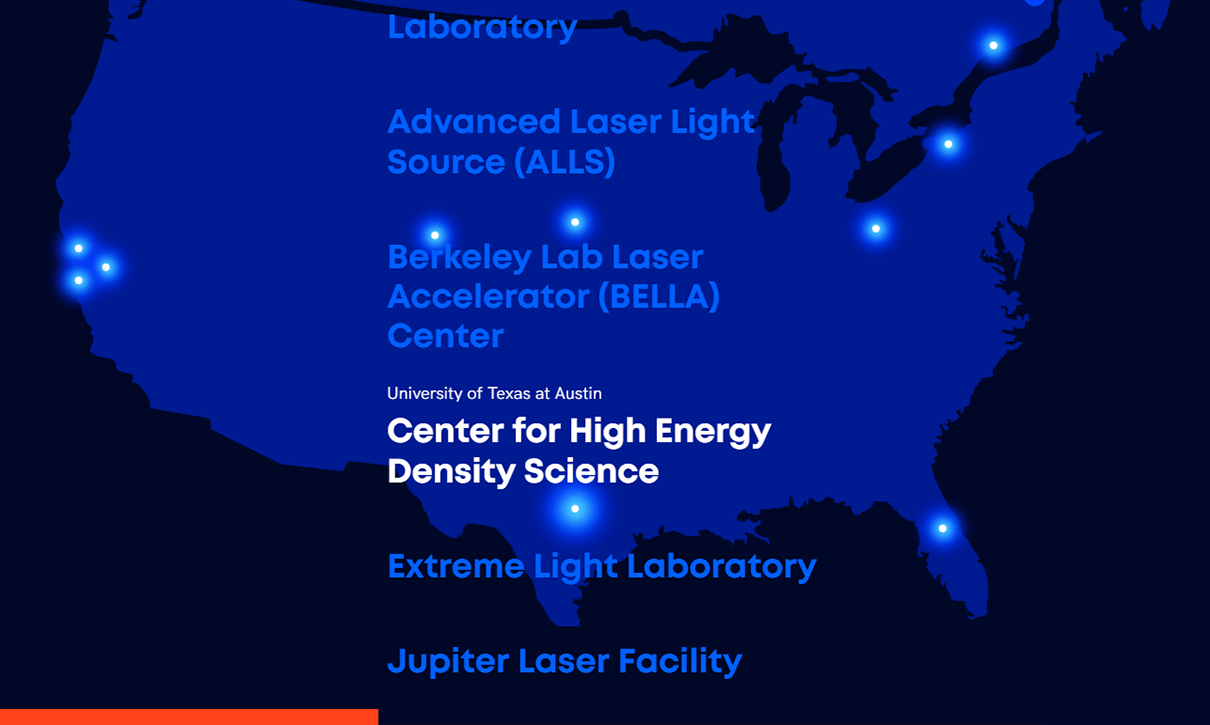 Laboratory
Advanced Laser Light
Source (ALLS)
Berkeley Lab Laser
Accelerator (BELLA)
Center
University of Texas at Austin
Center for High Energy
Density Science
Extreme Light Laboratory
Jupiter Laser Facility